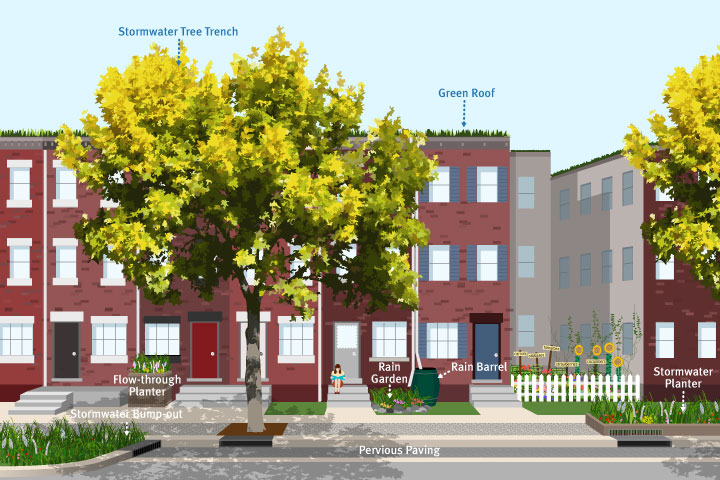 Stormwater Tree Trench
Green Roof
Flow-through
Planter
Rain
Garden
Rain Barrel
Stormwater
Planter
Stormwater Bump-out
Pervious Paving